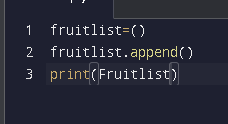 1 fruitlist=()
2 fruitlist.append()
3 print(Fruitlist)